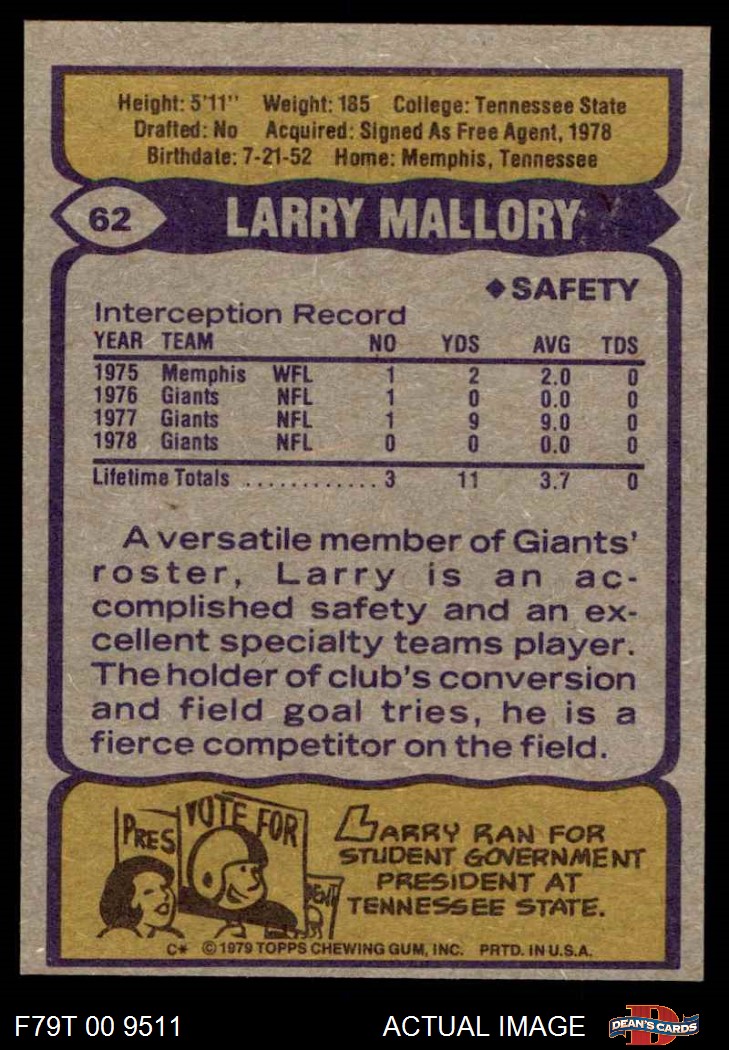 Height: 5'11" Weight: 185 College: Tennessee State
Drafted: No Acquired: Signed As Free Agent, 1978
Birthdate: 7-21-52 Home: Memphis, Tennessee
62 LARRY MALLORY
◆SAFETY
Interception Record
YEAR TEAM NO YDS AVG TDS
1975 Memphis WFL 1 2 2.0 0
1976 Giants NFL 1 0 0.0 0
1977 Giants NFL 1 9 9.0 0
1978 Giants NFL 0 0 0.0 0
Lifetime Totals ............ 3 11 3.7 0
A versatile member of Giants'
roster, Larry is an ac-
complished safety and an ex-
cellent specialty teams player.
The holder of club's conversion
and field goal tries, he is a
fierce competitor on the field.
PRES
VOTE FOR
DENT
LARRY RAN FOR
STUDENT GOVERNMENT
PRESIDENT AT
TENNESSEE STATE.
C* ©1979 TOPPS CHEWING GUM, INC. PRTD. IN U.S.A.
F79T 00 9511 ACTUAL IMAGE D DEAN'S CARDS